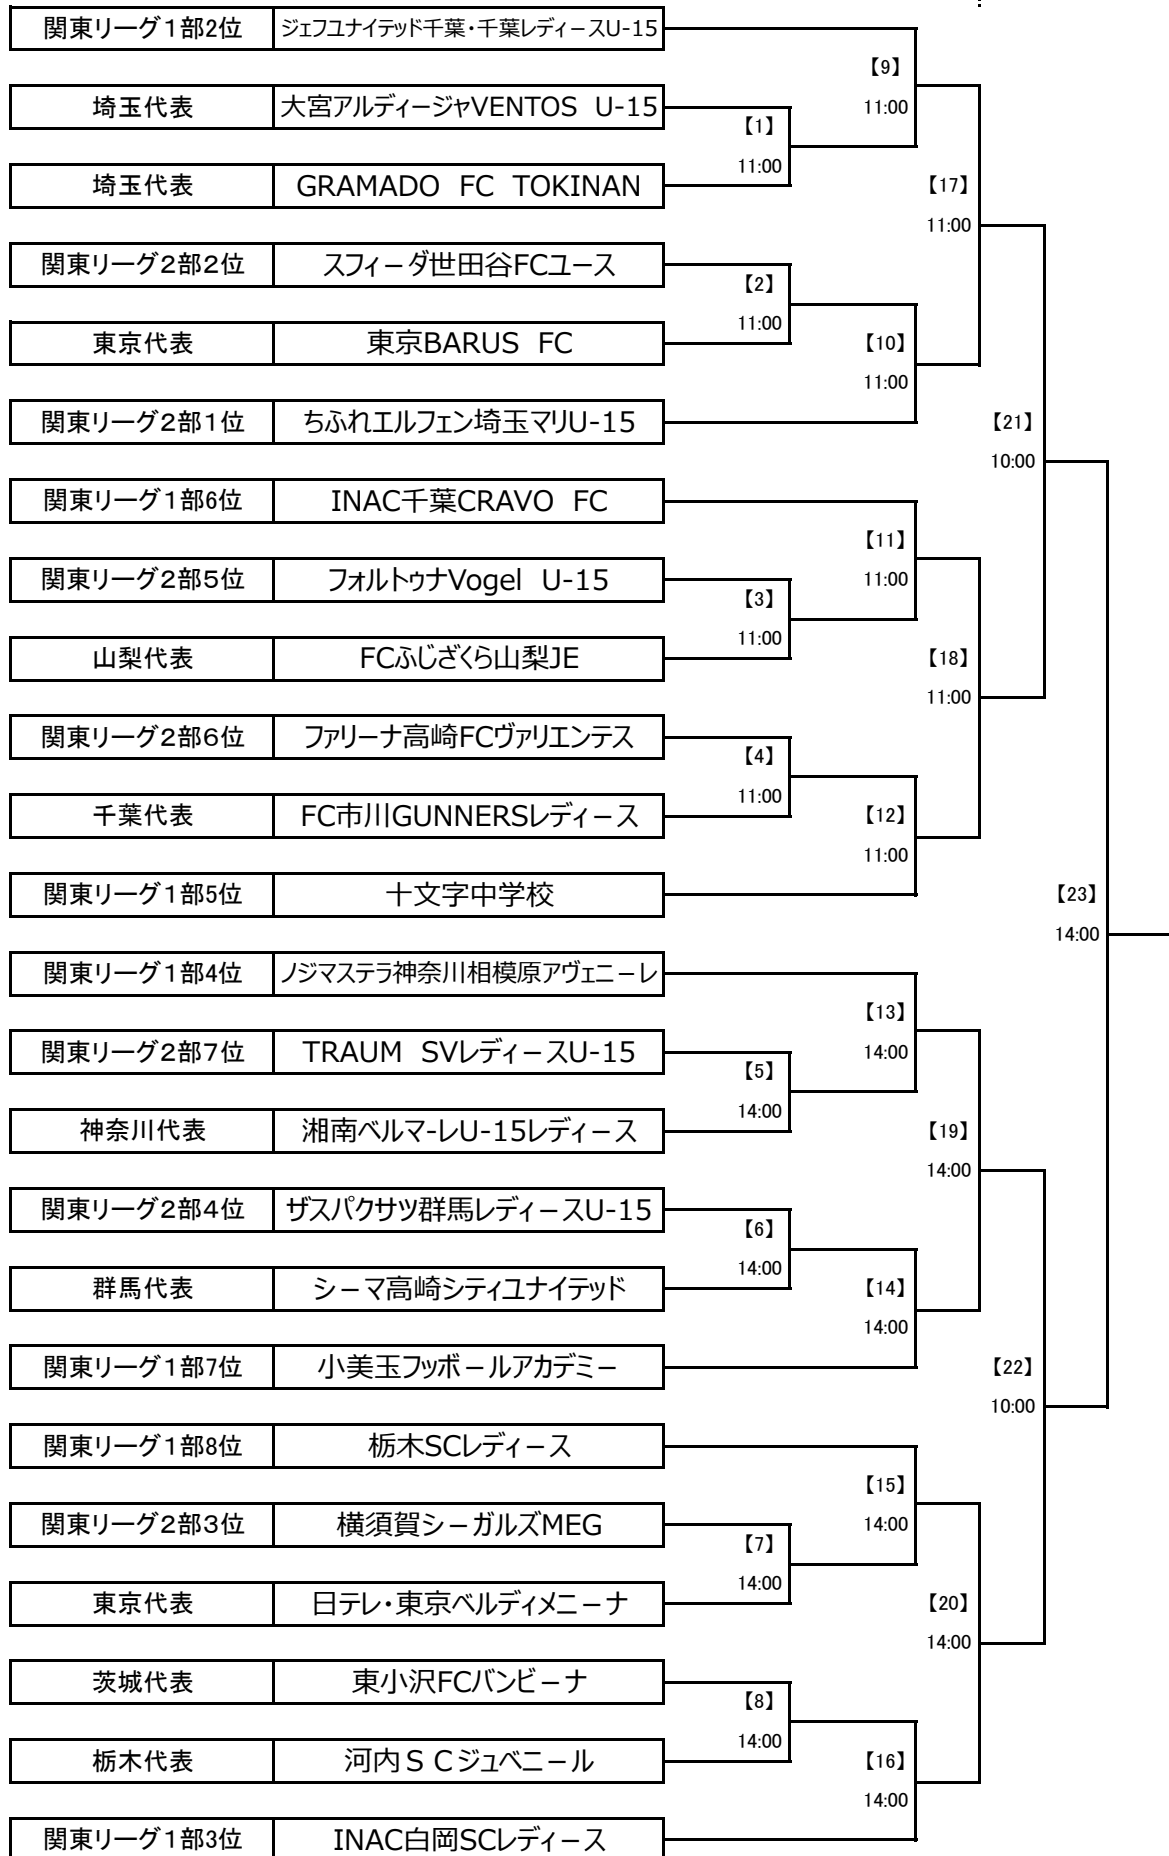 関東リーグ１部2位 ジェフユナイテッド千葉・千葉レディースU-15
【9】
埼玉代表 大宮アルディージャVENTOS U-15
11:00
【1】
11:00
埼玉代表 GRAMADO FC TOKINAN
【17】
11:00
関東リーグ２部２位 スフィーダ世田谷FCユース
【2】
11:00
東京代表 東京BARUS FC
【10】
11:00
関東リーグ２部１位 ちふれエルフェン埼玉マリU-15
【21】
10:00
関東リーグ１部6位 INAC千葉CRAVO FC
【11】
関東リーグ２部５位 フォルトゥナVogel U-15
11:00
【3】
11:00
山梨代表 FCふじざくら山梨JE
【18】
11:00
関東リーグ２部６位 ファリーナ高崎FCヴァリエンテス
【4】
11:00
千葉代表 FC市川GUNNERSレディース
【12】
11:00
関東リーグ１部5位 十文字中学校
【23】
14:00
関東リーグ１部4位 ノジマステラ神奈川相模原アヴェニーレ
【13】
関東リーグ２部７位 TRAUM SVレディースU-15
14:00
【5】
14:00
神奈川代表 湘南ベルマ-レU-15レディース
【19】
14:00
関東リーグ２部４位 ザスパクサツ群馬レディースU-15
【6】
14:00
群馬代表 シーマ高崎シティユナイテッド
【14】
14:00
関東リーグ１部7位 小美玉フッボールアカデミー
【22】
10:00
関東リーグ１部8位 栃木SCレディース
【15】
関東リーグ２部３位 横須賀シーガルズMEG
14:00
【7】
14:00
東京代表 日テレ・東京ベルディメニーナ
【20】
14:00
茨城代表 東小沢FCバンビーナ
【8】
14:00
栃木代表 河内ＳＣジュベニール
【16】
14:00
関東リーグ１部3位 INAC白岡SCレディース